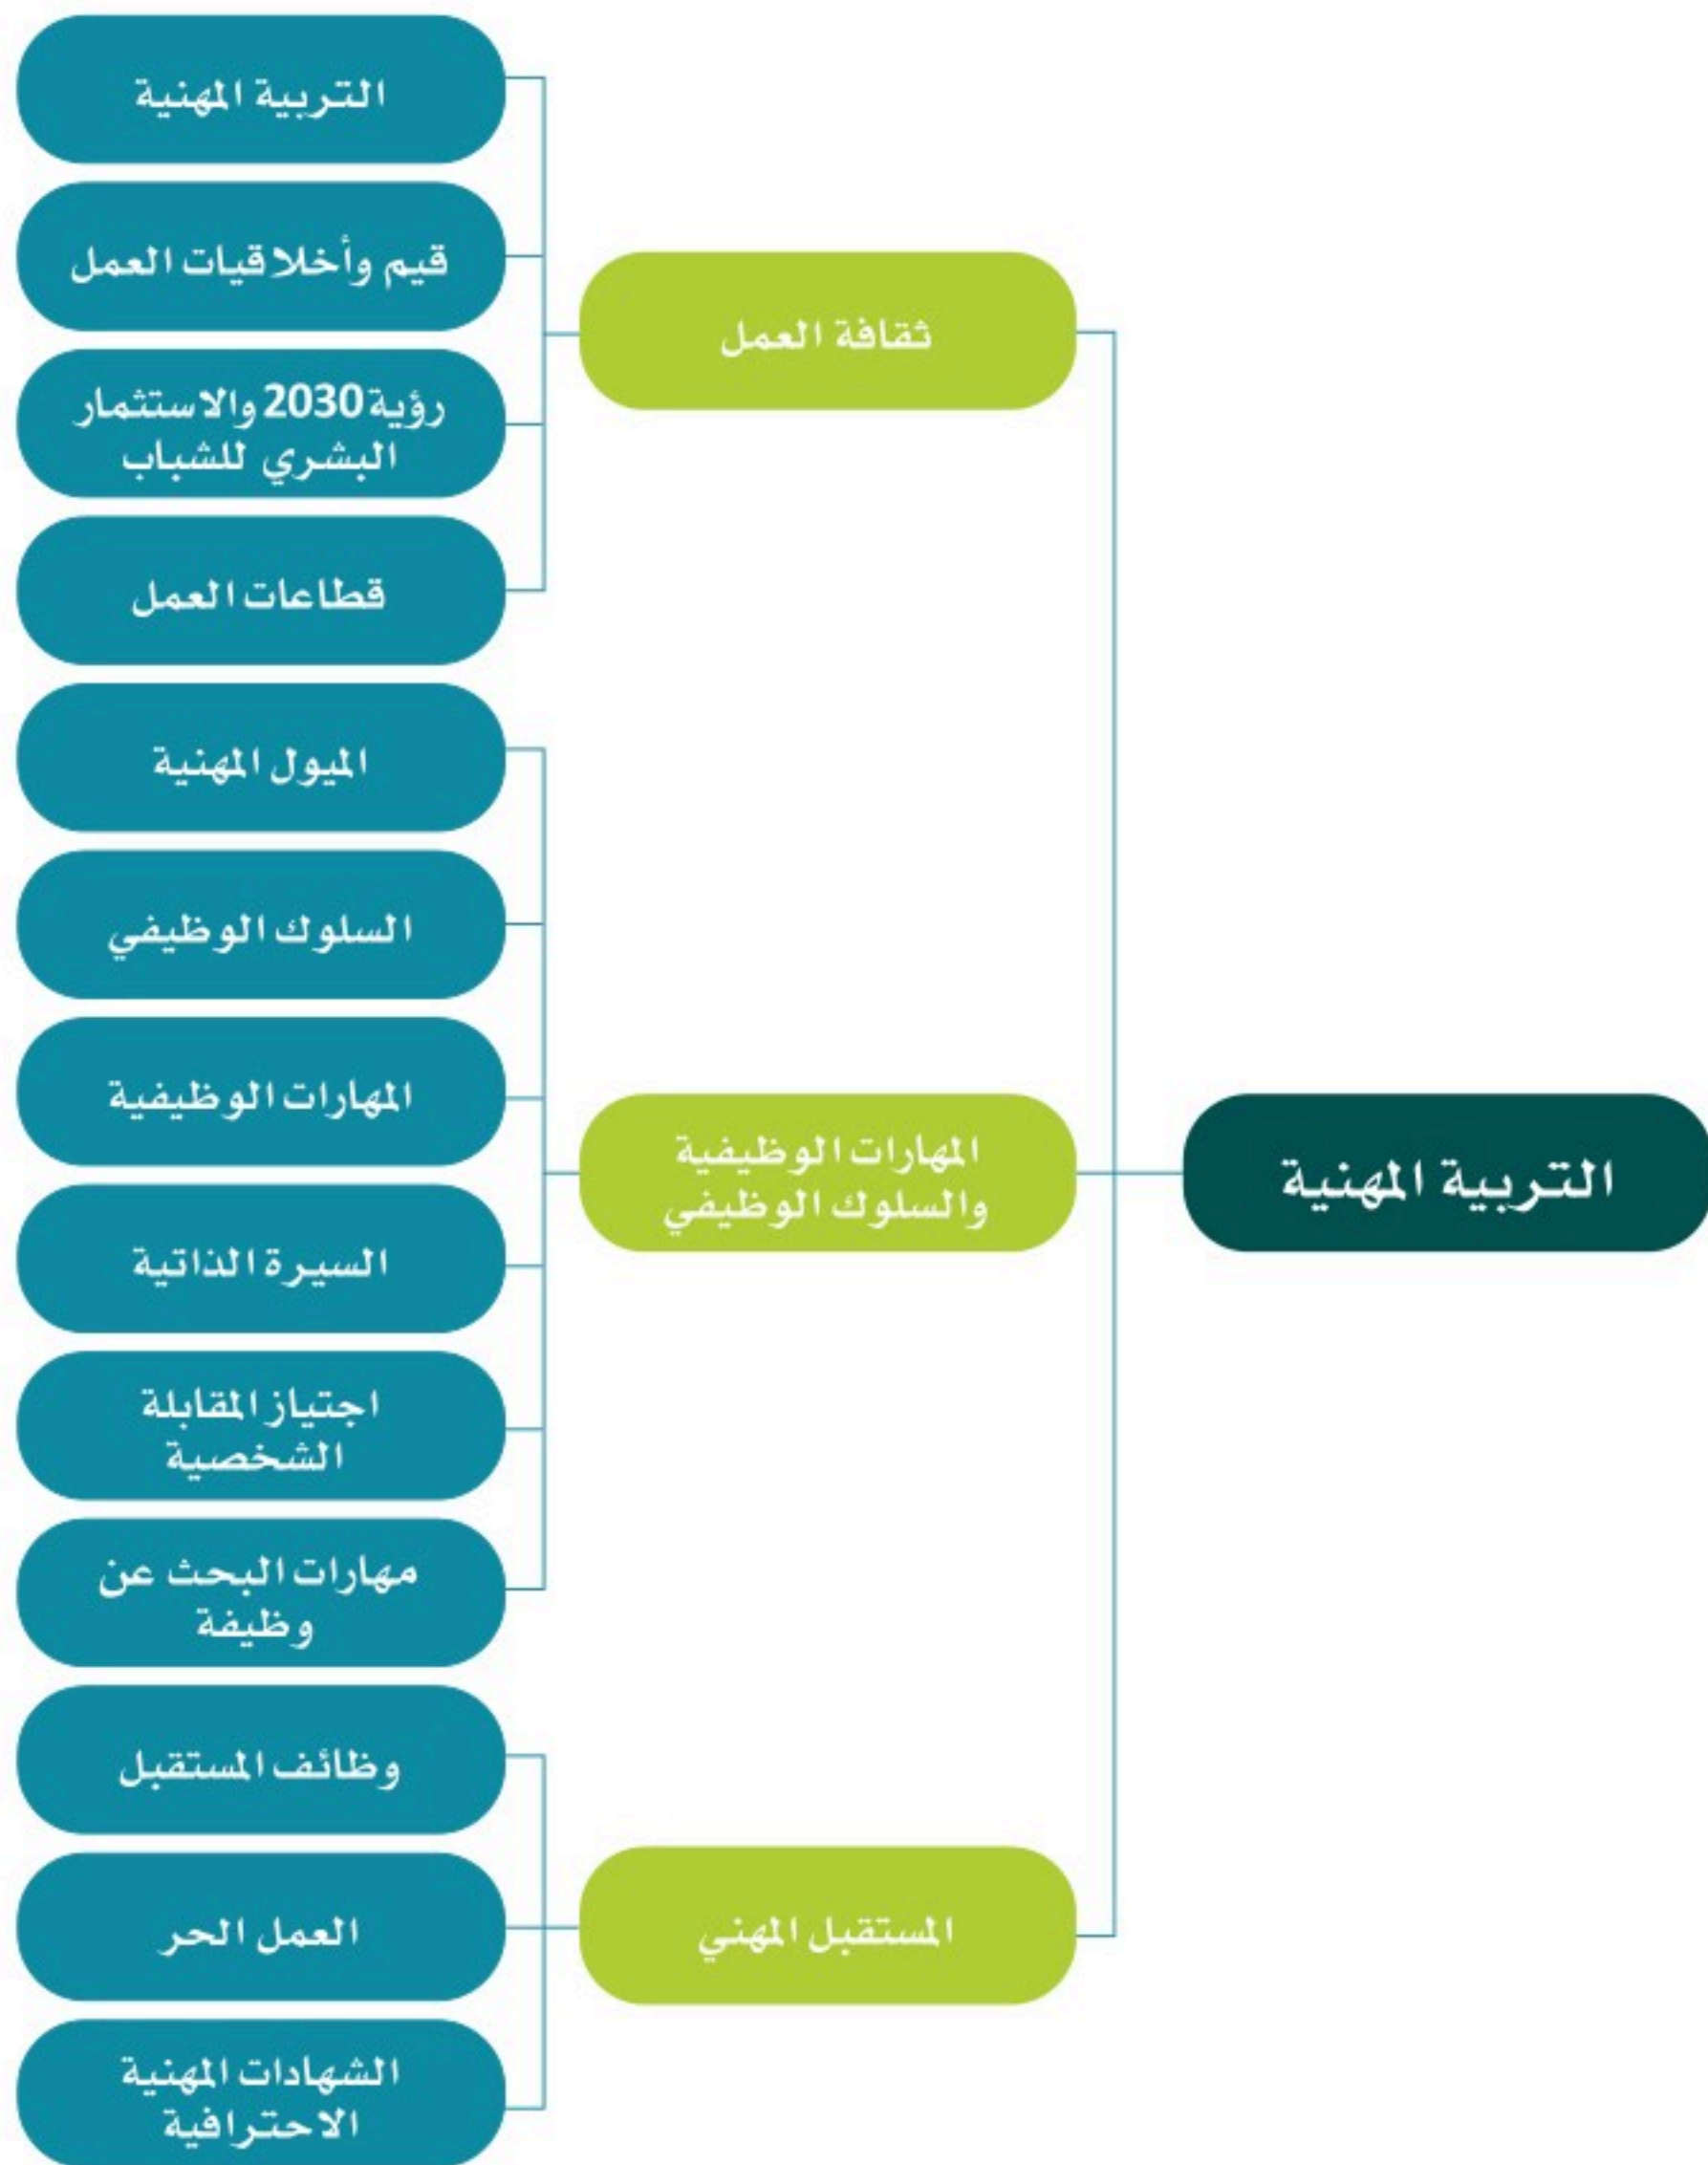 التربية المهنية
ثقافة العمل
التربية المهنية
قيم وأخلاقيات العمل
رؤية 2030 والاستثمار
البشري للشباب
قطاعات العمل
المهارات الوظيفية
والسلوك الوظيفي
الميول المهنية
السلوك الوظيفي
المهارات الوظيفية
السيرة الذاتية
اجتياز المقابلة
الشخصية
مهارات البحث عن
وظيفة
المستقبل المهني
وظائف المستقبل
العمل الحر
الشهادات المهنية
الاحترافية